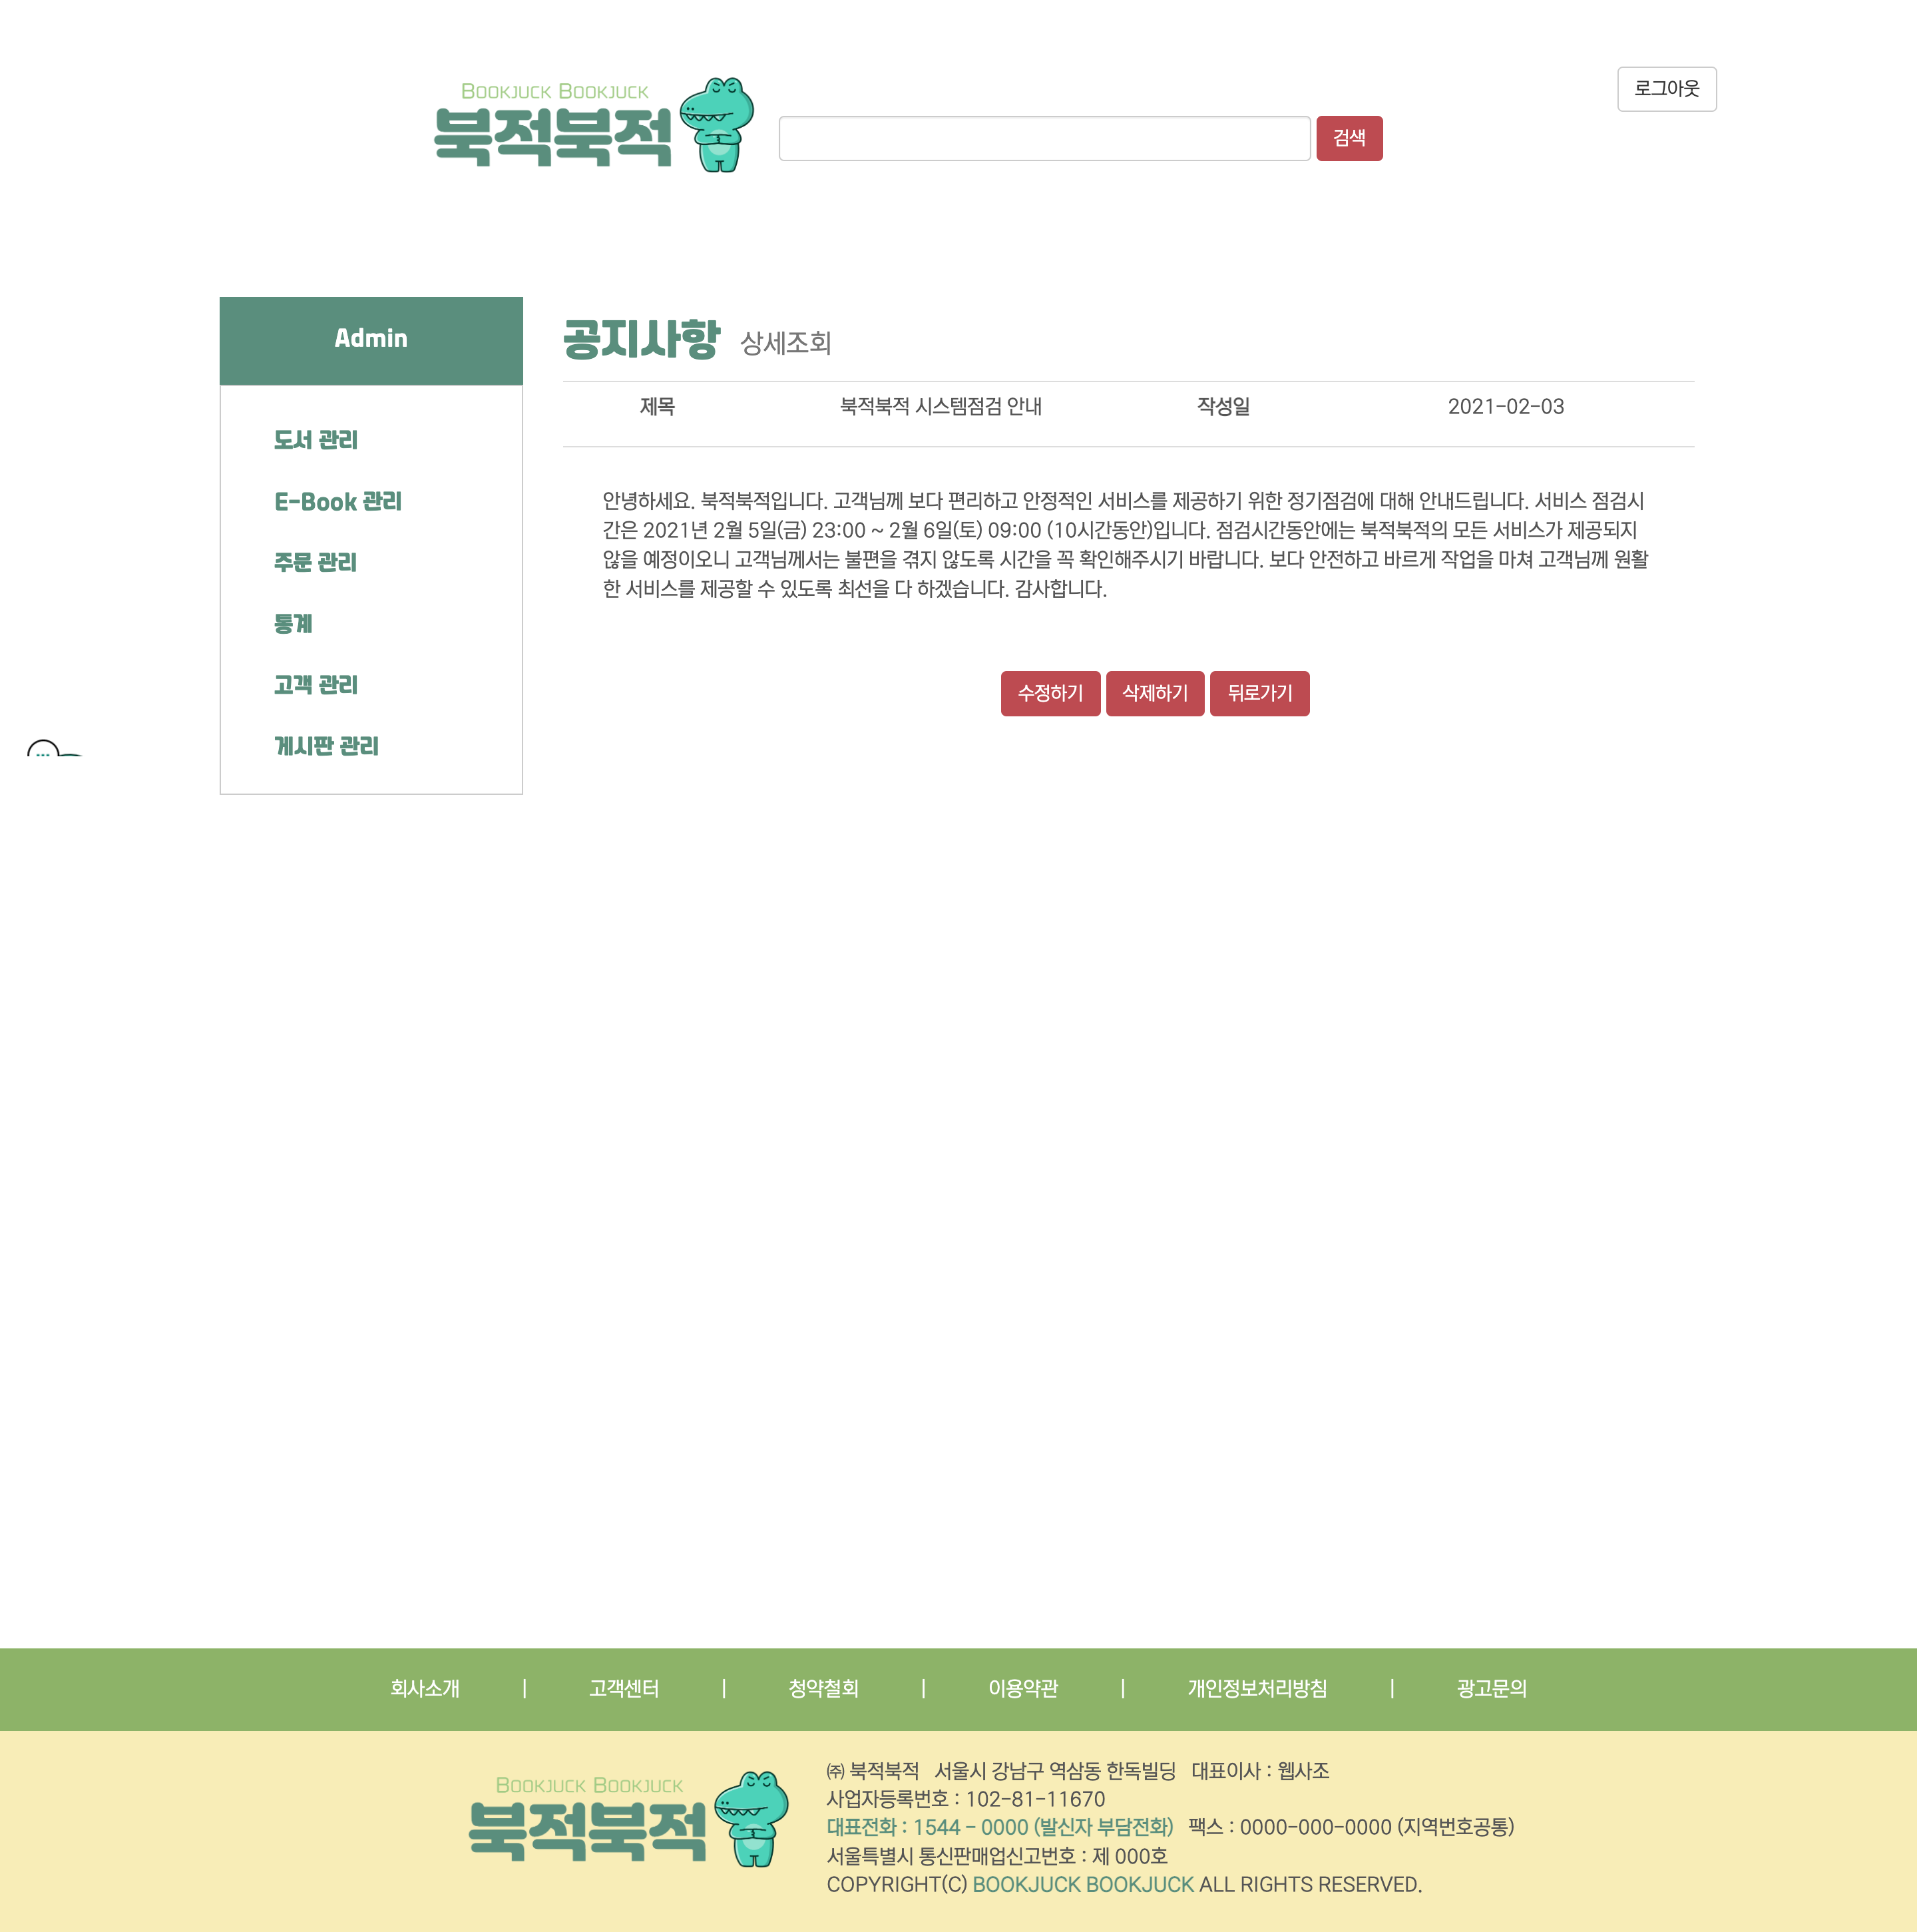 로그아웃
BOOKJUCK BOOKJUCK
북적북적
검색
Admin
도서 관리
E-Book 관리
주문 관리
통계
고객 관리
게시판 관리
공지사항 상세조회
제목 북적북적 시스템점검 안내 작성일 2021-02-03
안녕하세요. 북적북적입니다. 고객님께 보다 편리하고 안정적인 서비스를 제공하기 위한 정기점검에 대해 안내드립니다. 서비스 점검시
간은 2021년 2월 5일(금) 23:00 ~ 2월 6일(토) 09:00 (10시간동안)입니다. 점검시간동안에는 북적북적의 모든 서비스가 제공되지
않을 예정이오니 고객님께서는 불편을 겪지 않도록 시간을 꼭 확인해주시기 바랍니다. 보다 안전하고 바르게 작업을 마쳐 고객님께 원활
한 서비스를 제공할 수 있도록 최선을 다 하겠습니다. 감사합니다.
수정하기 삭제하기 뒤로가기
회사소개 | 고객센터 | 청약철회 | 이용약관 | 개인정보처리방침 | 광고문의
BOOKJUCK BOOKJUCK
북적북적
㈜ 북적북적 서울시 강남구 역삼동 한독빌딩 대표이사 : 웹사조
사업자등록번호 : 102-81-11670
대표전화 : 1544 - 0000 (발신자 부담전화) 팩스 : 0000-000-0000 (지역번호공통)
서울특별시 통신판매업신고번호 : 제 000호
COPYRIGHT(C) BOOKJUCK BOOKJUCK ALL RIGHTS RESERVED.